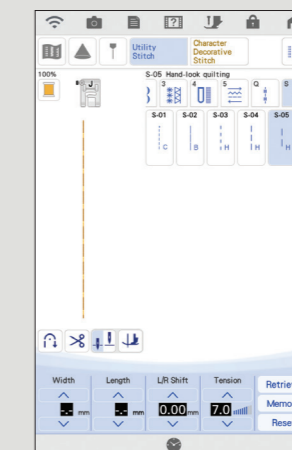 Utility
Stitch
Character
Decorative
Stitch
100%
J
S-05 Hand-look quilting
3
4
5
Q
S
S-01
S-02
S-03
S-04
S-05
C
B
H
H
H
Width
Length
L/R Shift
Tension
-.- mm
-.- mm
0.00 mm
7.0
Retrie
Memo
Rese